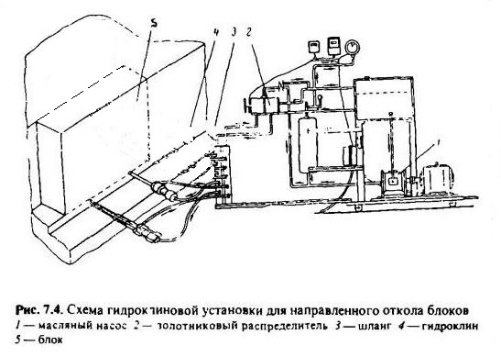 5 4 3 2
1
Рис. 7.4. Схема гидроклиновой установки для направленного откола блоков
1 — масляный насос 2 — золотниковый распределитель 3 — шланг 4 — гидроклин
5 — блок